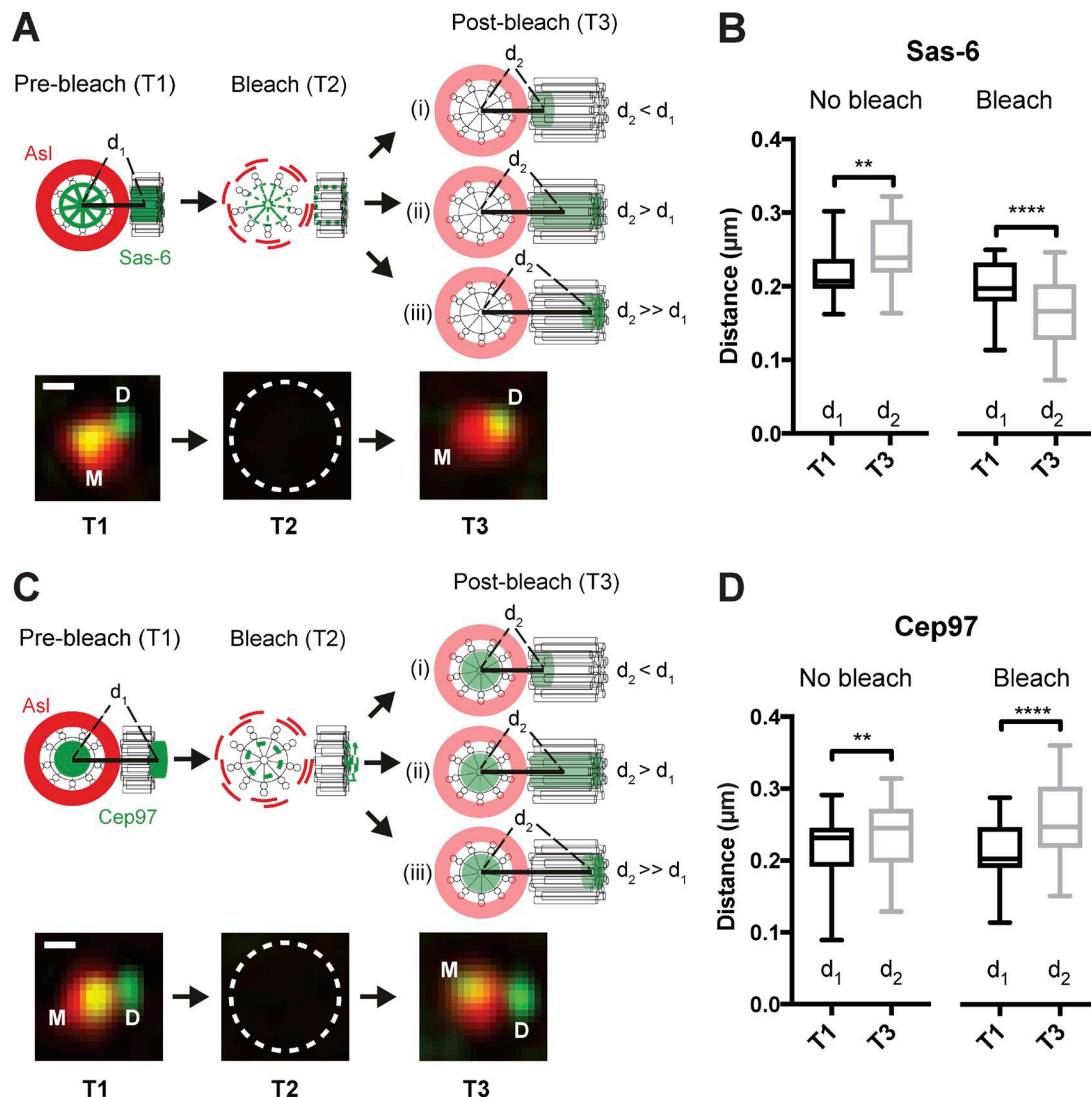 A
Post-bleach (T3)
Pre-bleach (T1)
Bleach (T2)
d2
(i)
d2 < d1
Asl
d1
d2
(ii)
d2 > d1
Sas-6
d2
(iii)
d2 >> d1
D
M
D
M
T1
T2
T3
B
Sas-6
No bleach
Bleach
Distance (µm)
0.4
0.3
0.2
0.1
0.0
**
****
d1
d2
d1
d2
T1
T3
T1
T3
C
Post-bleach (T3)
Pre-bleach (T1)
Bleach (T2)
d2
(i)
d2 < d1
Asl
d1
d2
(ii)
d2 > d1
Cep97
d2
(iii)
d2 >> d1
M
D
M
D
T1
T2
T3
D
Cep97
No bleach
Bleach
Distance (µm)
0.4
0.3
0.2
0.1
0.0
**
****
d1
d2
d1
d2
T1
T3
T1
T3